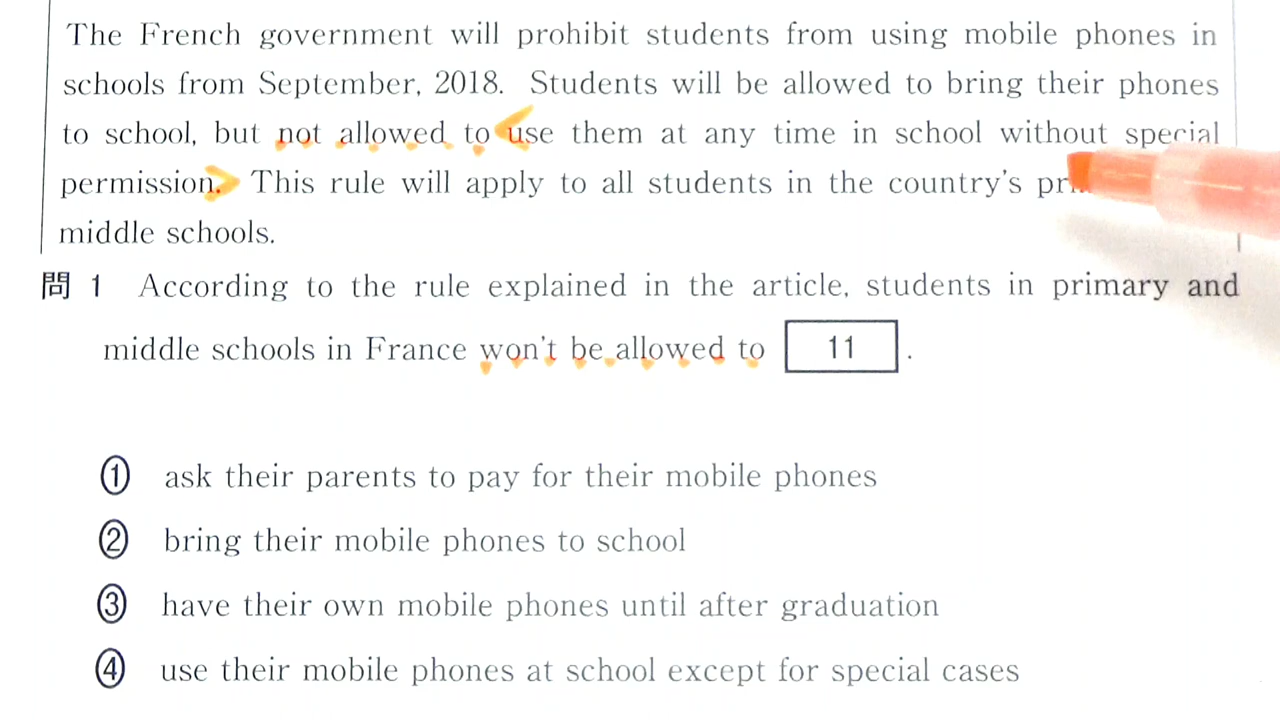 The French government will prohibit students from using mobile phones in
schools from September, 2018. Students will be allowed to bring their phones
to school, but not allowed to use them at any time in school without special
permission. This rule will apply to all students in the country's
middle schools.
問 1 According to the rule explained in the article, students in primary and
middle schools in France won't be allowed to 11 .
① ask their parents to pay for their mobile phones
② bring their mobile phones to school
③ have their own mobile phones until after graduation
④ use their mobile phones at school except for special cases